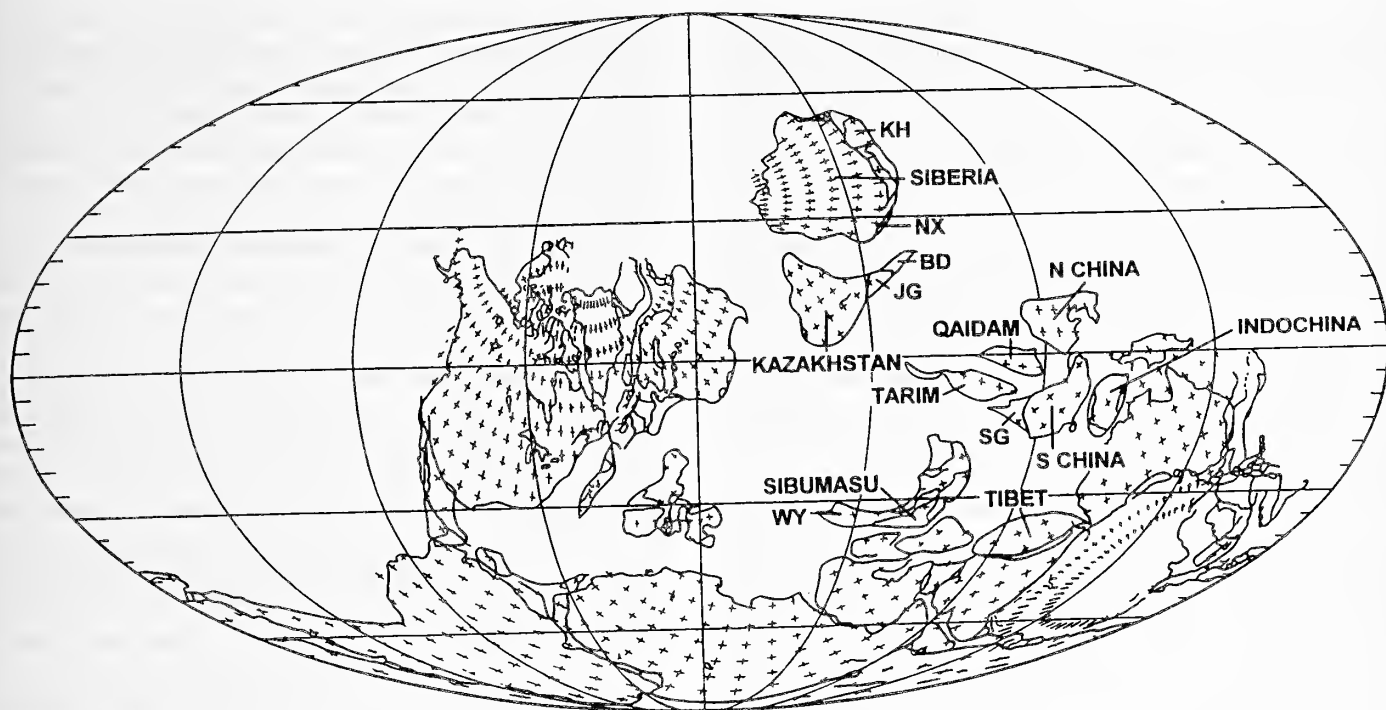 KH
SIBERIA
NX
BD
N CHINA
JG
QAIDAM
INDOCHINA
KAZAKHSTAN
TARIM
SG
S CHINA
SIBUMASU
TIBET
WY